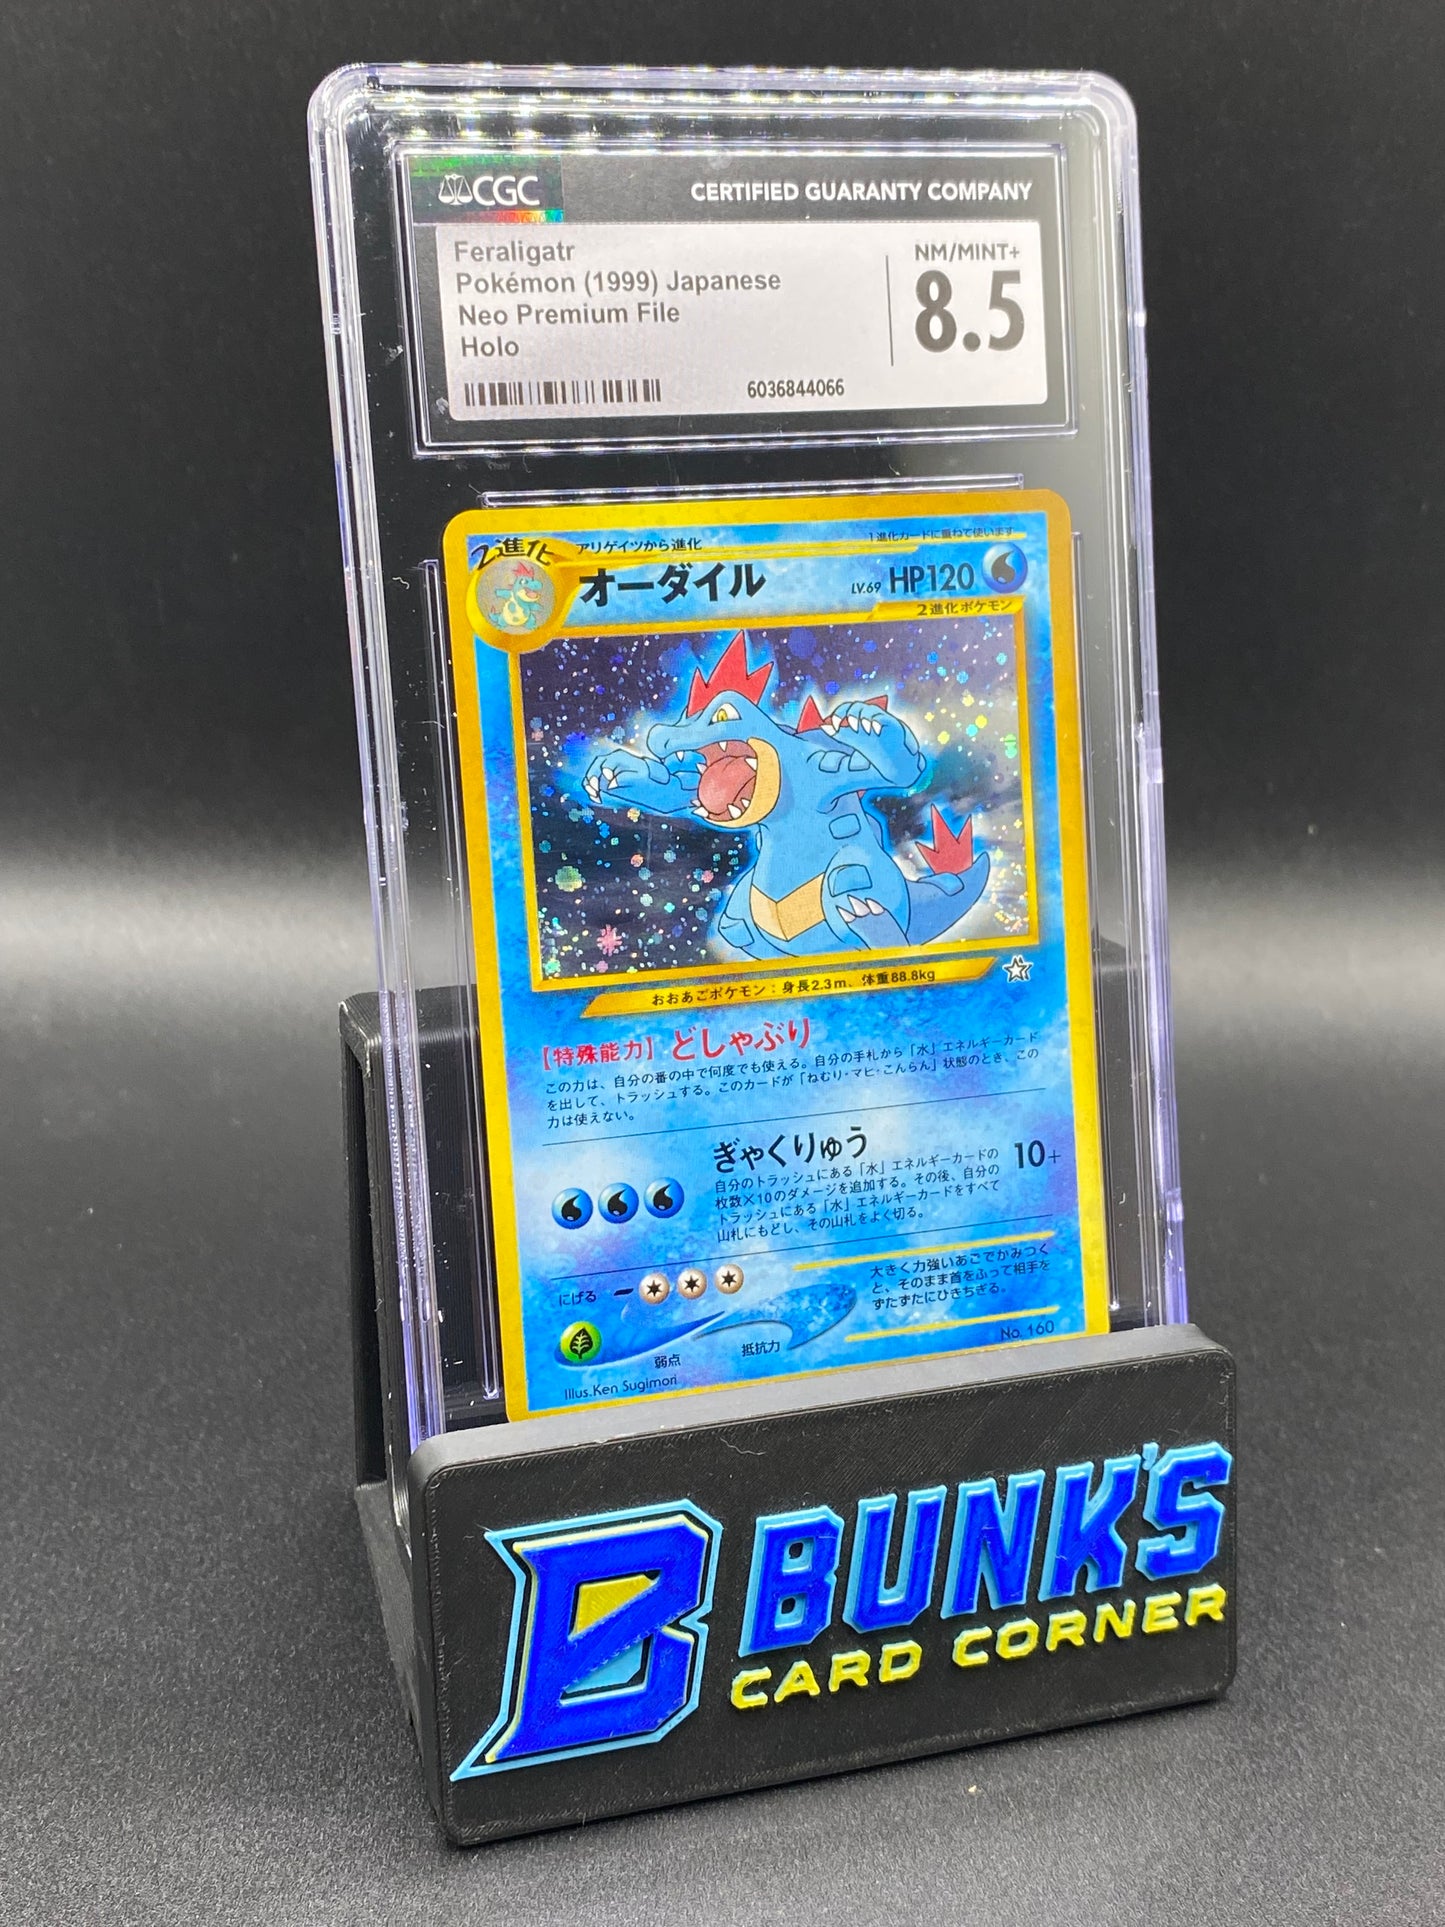 CGC
CERTIFIED GUARANTY COMPANY
Feraligatr
Pokémon (1999) Japanese
Neo Premium File
Holo
NM/MINT+
8.5
6036844066
2進化
アリゲイツから進化
1進化カードに重ねて使います
オーダイル
LV.69 HP120
2進化ポケモン
おおあごポケモン:身長2.3m、体重88.8kg
【特殊能力】どしゃぶり
この力は、自分の番の中で何度でも使える。自分の手札から「水」エネルギーカード
を出して、トラッシュする。このカードが「ねむり・マヒ・こんらん」状態のとき、この
力は使えない。
ぎゃくりゅう
10+
自分のトラッシュにある「水」エネルギーカードの
枚数×10のダメージを追加する。その後、自分の
トラッシュにある「水」エネルギーカードをすべて
山札にもどし、その山札をよく切る。
にげる
大きく力強いあごでかみつく
と、そのまま首をふって相手を
ずたずたにひきちぎる。
弱点
抵抗力
No. 160
Illus.Ken Sugimori
B BUNK'S
CARD CORNER